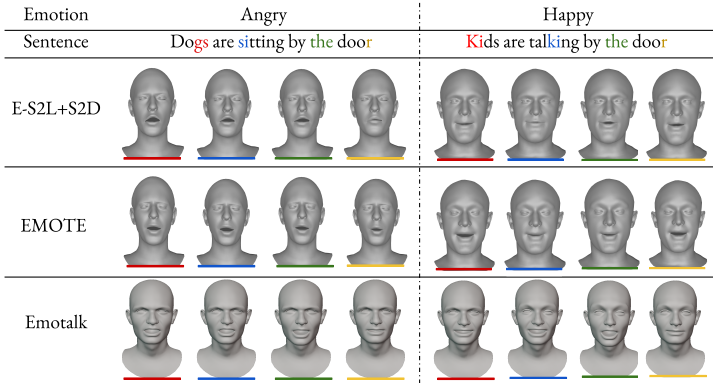 Emotion Angry Happy
Sentence Dogs are sitting by the door Kids are talking by the door
E-S2L+S2D
EMOTE
Emotalk